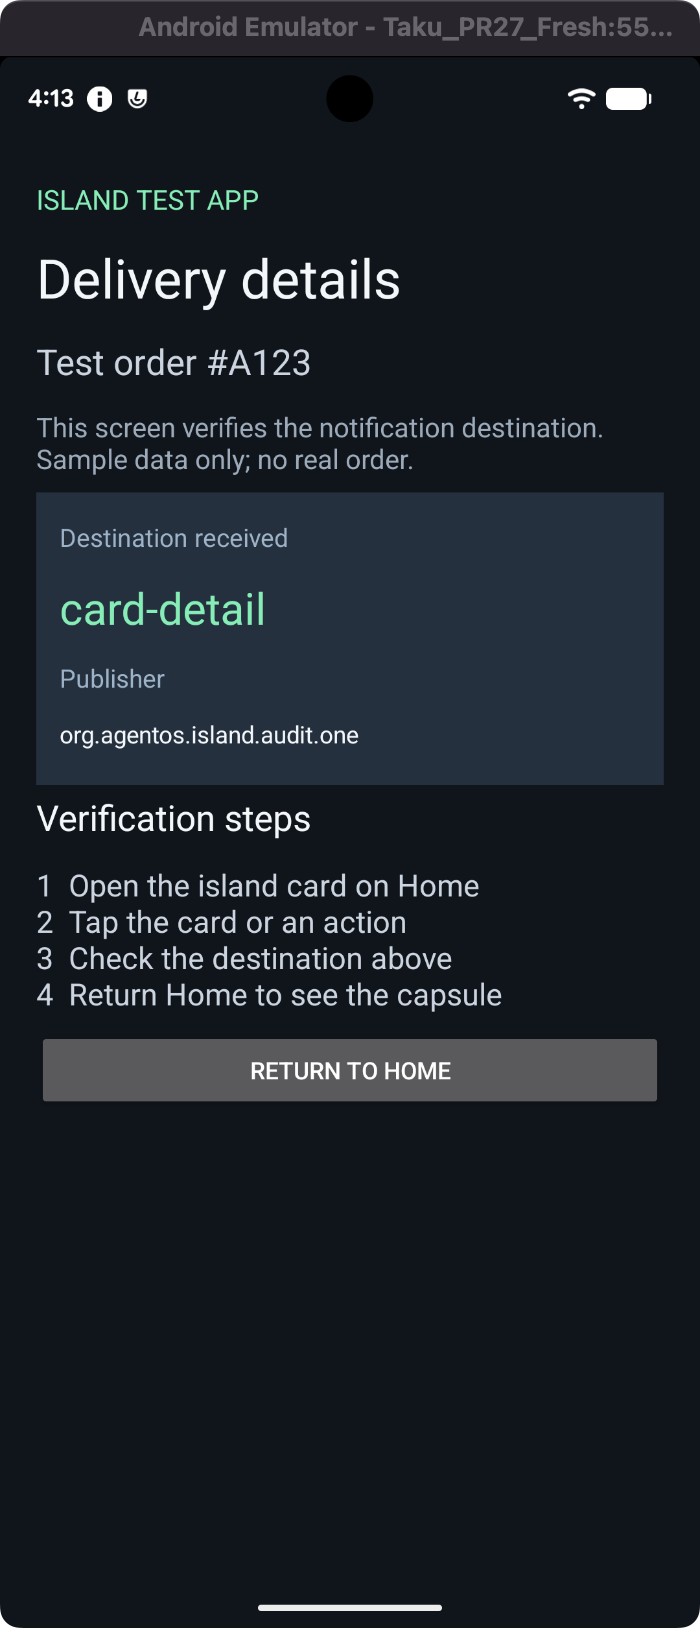 Android Emulator - Taku_PR27_Fresh:55...
4:13
ISLAND TEST APP
Delivery details
Test order #A123
This screen verifies the notification destination.
Sample data only; no real order.
Destination received
card-detail
Publisher
org.agentos.island.audit.one
Verification steps
1 Open the island card on Home
2 Tap the card or an action
3 Check the destination above
4 Return Home to see the capsule
RETURN TO HOME